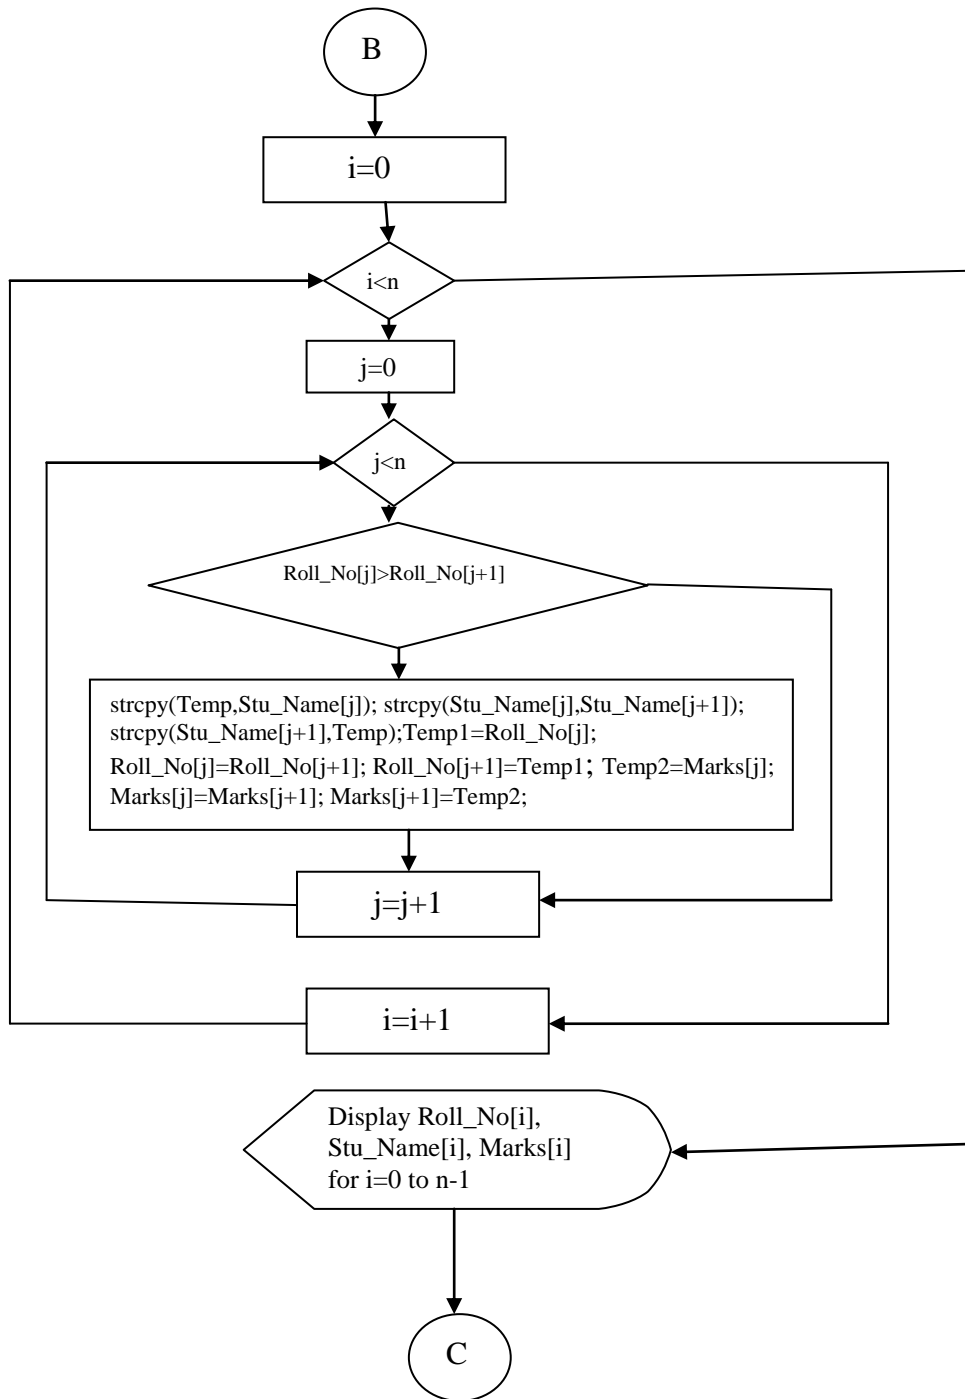 B
i=0
i<n
j=0
j<n
Roll_No[j]>Roll_No[j+1]
strcpy(Temp,Stu_Name[j]); strcpy(Stu_Name[j],Stu_Name[j+1]);
strcpy(Stu_Name[j+1],Temp);Temp1=Roll_No[j];
Roll_No[j]=Roll_No[j+1]; Roll_No[j+1]=Temp1; Temp2=Marks[j];
Marks[j]=Marks[j+1]; Marks[j+1]=Temp2;
j=j+1
i=i+1
Display Roll_No[i],
Stu_Name[i], Marks[i]
for i=0 to n-1
C